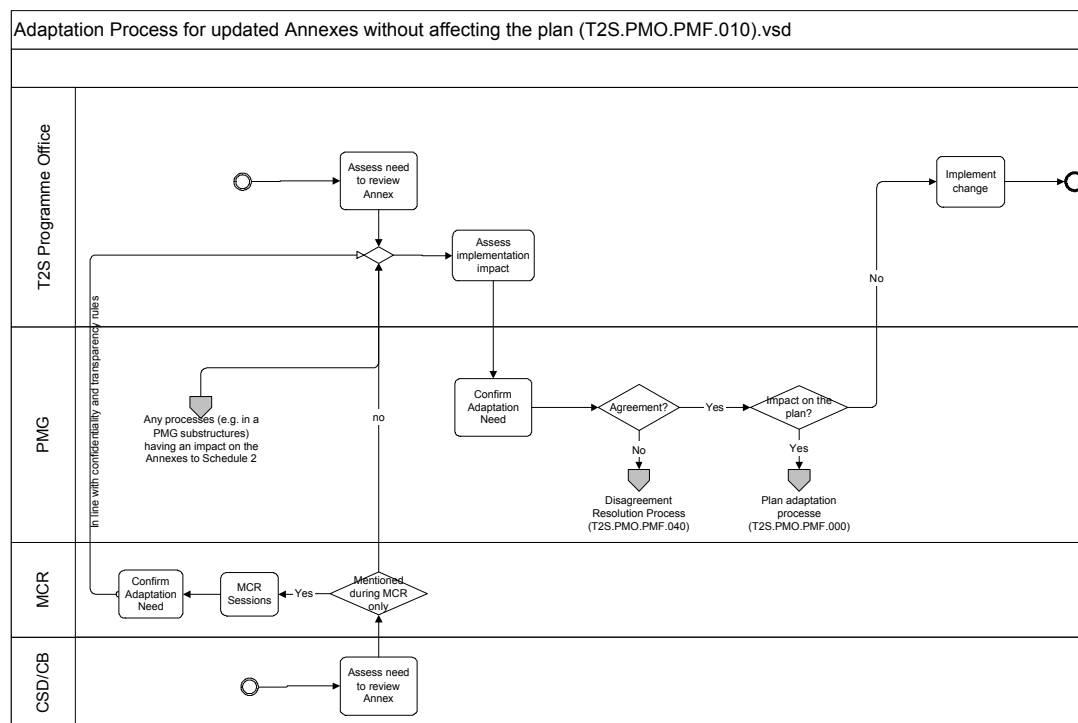 Adaptation Process for updated Annexes without affecting the plan (T2S.PMO.PMF.010).vsd
T2S Programme Office
Assess need
to review
Annex
Implement
change
Assess
implementation
impact
No
In line with confidentiality and transparency rules
PMG
Confirm
Adaptation
Need
Agreement?
Yes
Impact on the
plan?
Any processes (e.g. in a
PMG substructures)
having an impact on the
Annexes to Schedule 2
no
No
Yes
Disagreement
Resolution Process
(T2S.PMO.PMF.040)
Plan adaptation
processe
(T2S.PMO.PMF.000)
MCR
Confirm
Adaptation
Need
MCR
Sessions
Yes
Mentioned
during MCR
only
CSD/CB
Assess need
to review
Annex